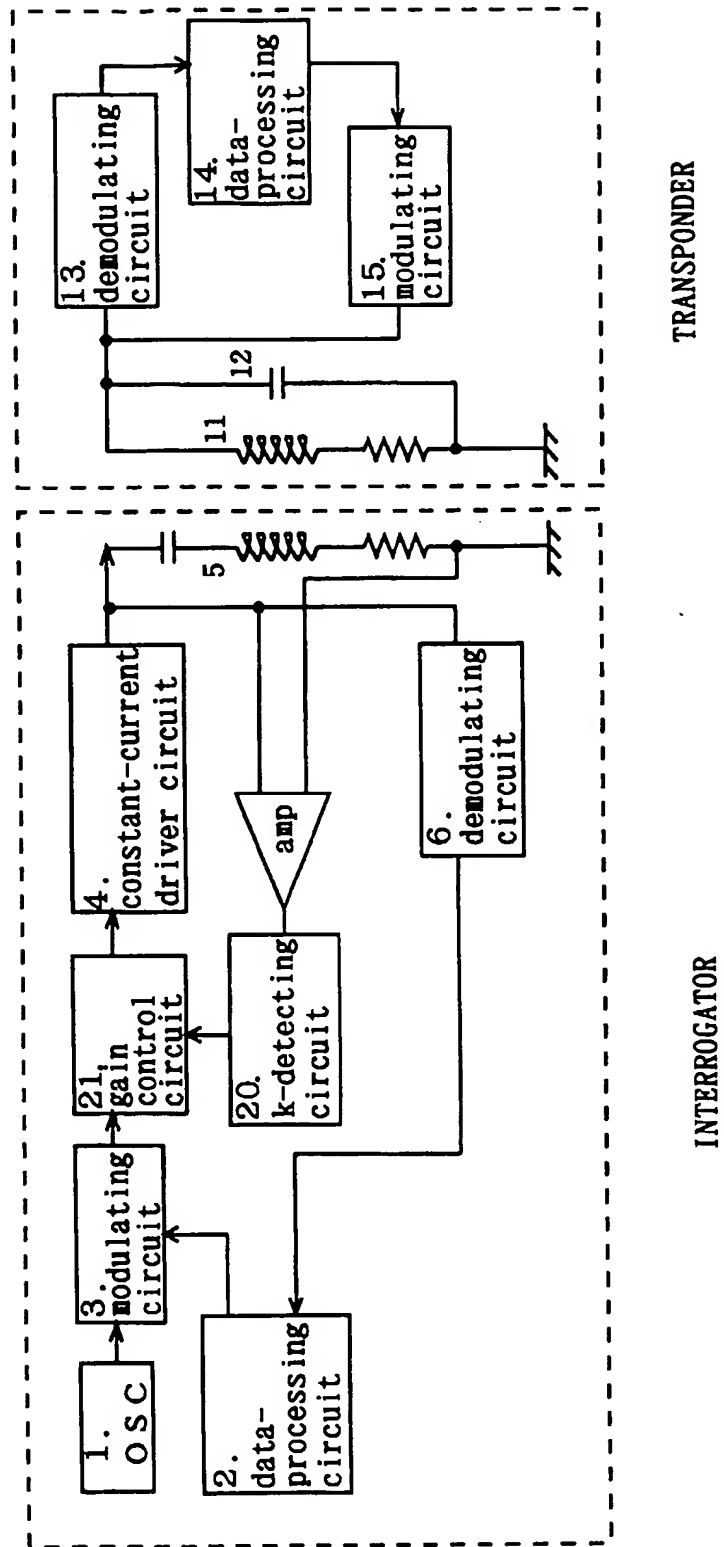 1.
OSC
2.
data-
processing
circuit
3.
modulating
circuit
21.
gain
control
circuit
4.
constant-current
driver circuit
20.
k-detecting
circuit
amp
5
6.
demodulating
circuit
INTERROGATOR
11
12
13.
demodulating
circuit
14.
data-
processing
circuit
15.
modulating
circuit
TRANSPONDER